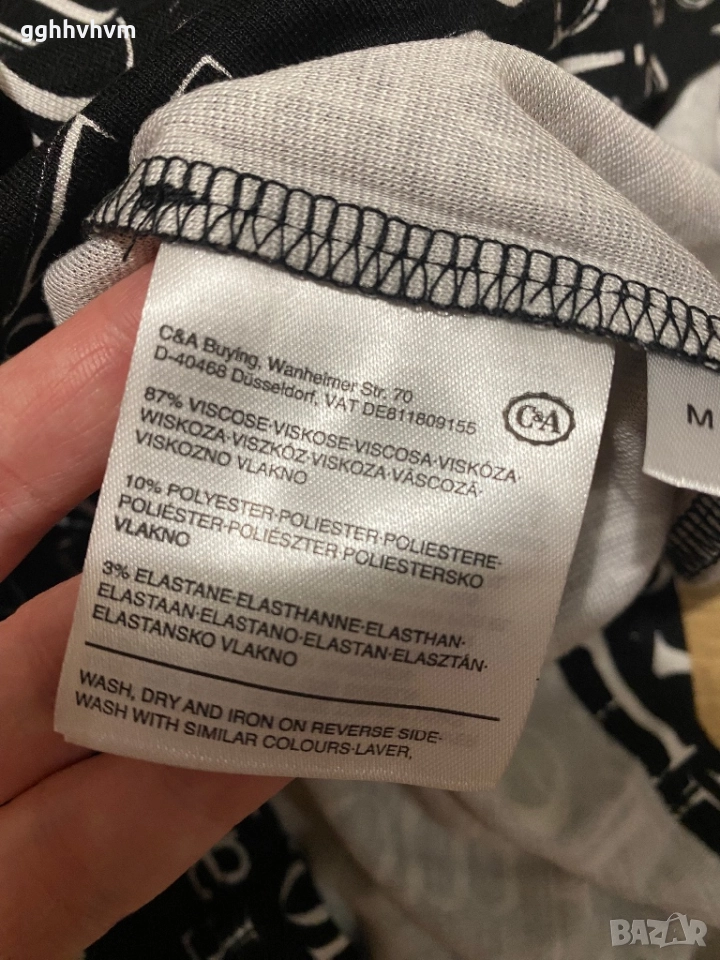 gghhvhvm
C&A Buying, Wanheimer Str. 70
D-40468 Düsseldorf, VAT DE811809155
C&A
M
87% VISCOSE·VISKOSE·VISCOSA·VISKÓZA·
WISKOZA·VISZKÓZ·VISKOZA·VÂSCOZĂ·
VISKOZNO VLAKNO
10% POLYESTER·POLIESTER·POLIESTERE·
POLIÉSTER·POLIÉSZTER·POLIESTERSKO
VLAKNO
3% ELASTANE·ELASTHANNE·ELASTHAN·
ELASTAAN·ELASTANO·ELASTAN·ELASZTÁN·
ELASTANSKO VLAKNO
WASH, DRY AND IRON ON REVERSE SIDE·
WASH WITH SIMILAR COLOURS·LAVER,
BAZAR